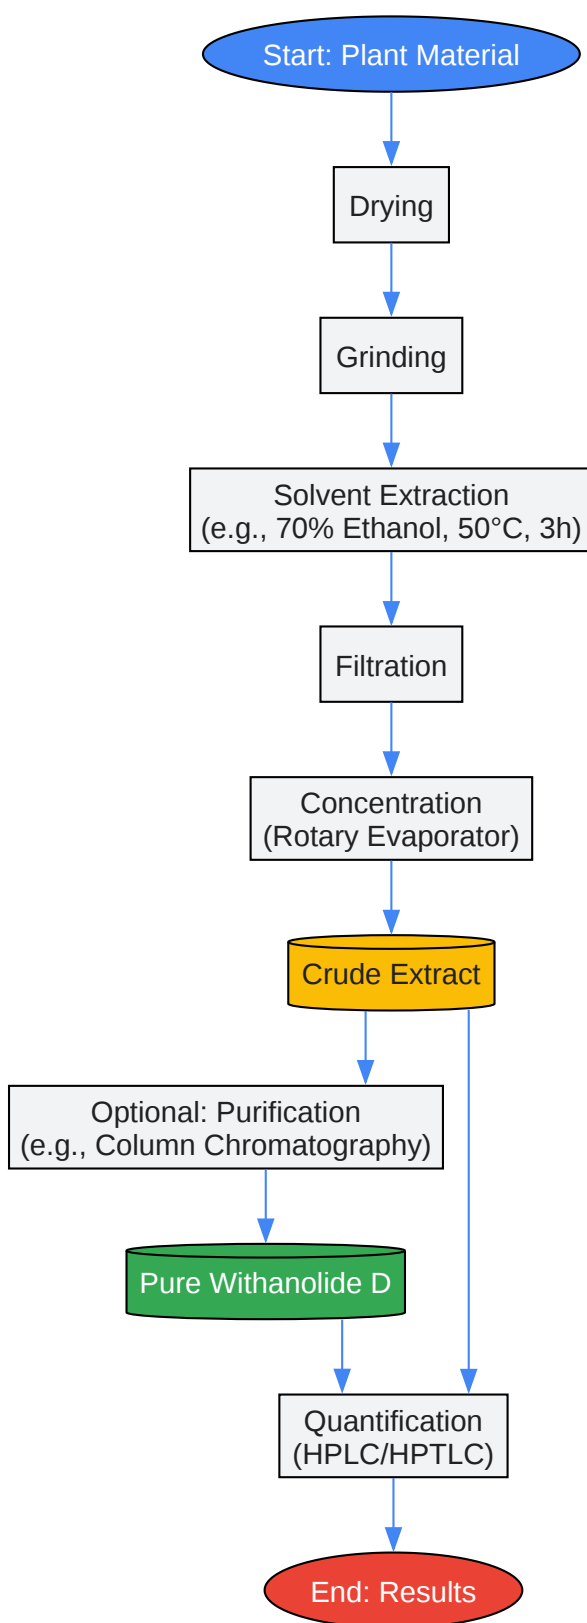 Start: Plant Material
Drying
Grinding
Solvent Extraction
(e.g., 70% Ethanol, 50°C, 3h)
Filtration
Concentration
(Rotary Evaporator)
Crude Extract
Optional: Purification
(e.g., Column Chromatography)
Pure Withanolide D
Quantification
(HPLC/HPTLC)
End: Results